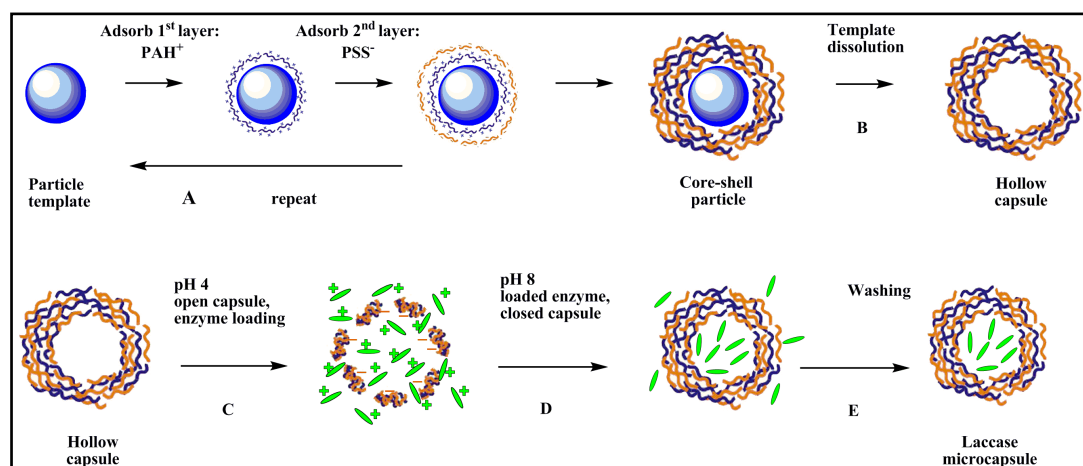 Adsorb 1st layer:
PAH+
Adsorb 2nd layer:
PSS-
Template
dissolution
B
Particle
template
A
repeat
Core-shell
particle
Hollow
capsule
pH 4
open capsule,
enzyme loading
C
pH 8
loaded enzyme,
closed capsule
D
Washing
E
Hollow
capsule
Laccase
microcapsule